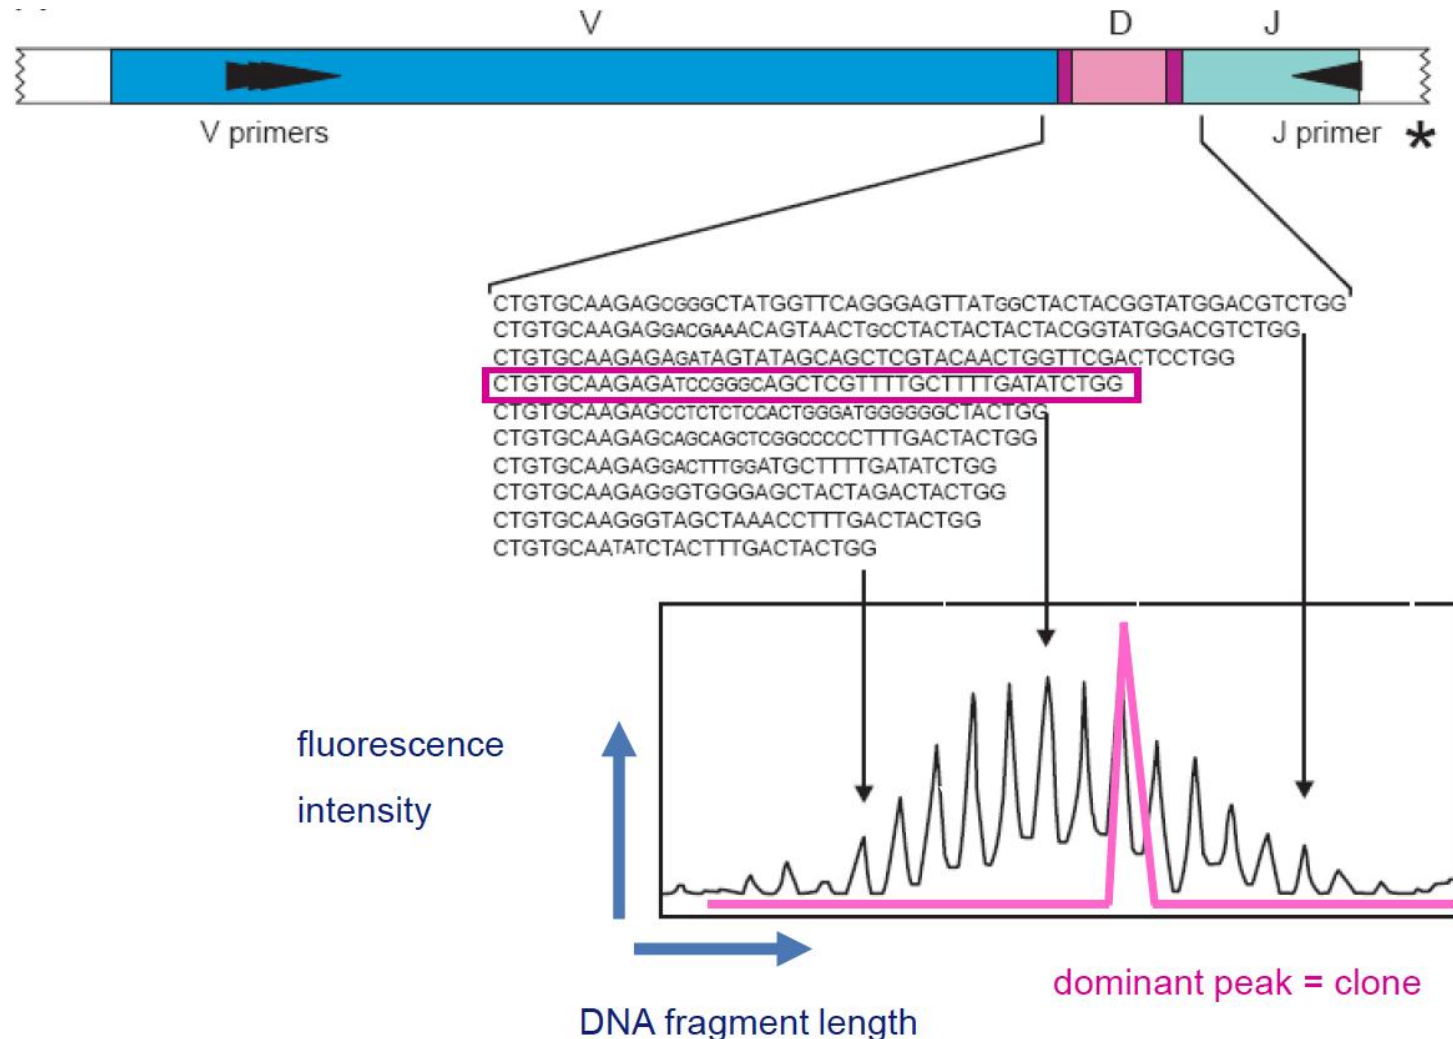 V D J
V primers J primer *
CTGTGCAAGAGCGGGCTATGGTTCAGGGAGTTATGGCTACTACGGTATGGACGTCTGG
CTGTGCAAGAGGACGAAACAGTAACTGCCTACTACTACTACGGTATGGACGTCTGG
CTGTGCAAGAGAGATAGTATAGCAGCTCGTACAACTGGTTCGACTCCTGG
CTGTGCAAGAGATCCGGGCAGCTCGTTTTGCTTTTGATATCTGG
CTGTGCAAGAGCCTCTCTCCACTGGGATGGGGGGCTACTGG
CTGTGCAAGAGCAGCAGCTCGGCCCCCTTTGACTACTGG
CTGTGCAAGAGGACTTTGGATGCTTTTGATATCTGG
CTGTGCAAGAGGGTGGGAGCTACTAGACTACTGG
CTGTGCAAGGGTAGCTAAACCTTTGACTACTGG
CTGTGCAATATCTACTTTGACTACTGG
fluorescence
intensity
dominant peak = clone
DNA fragment length